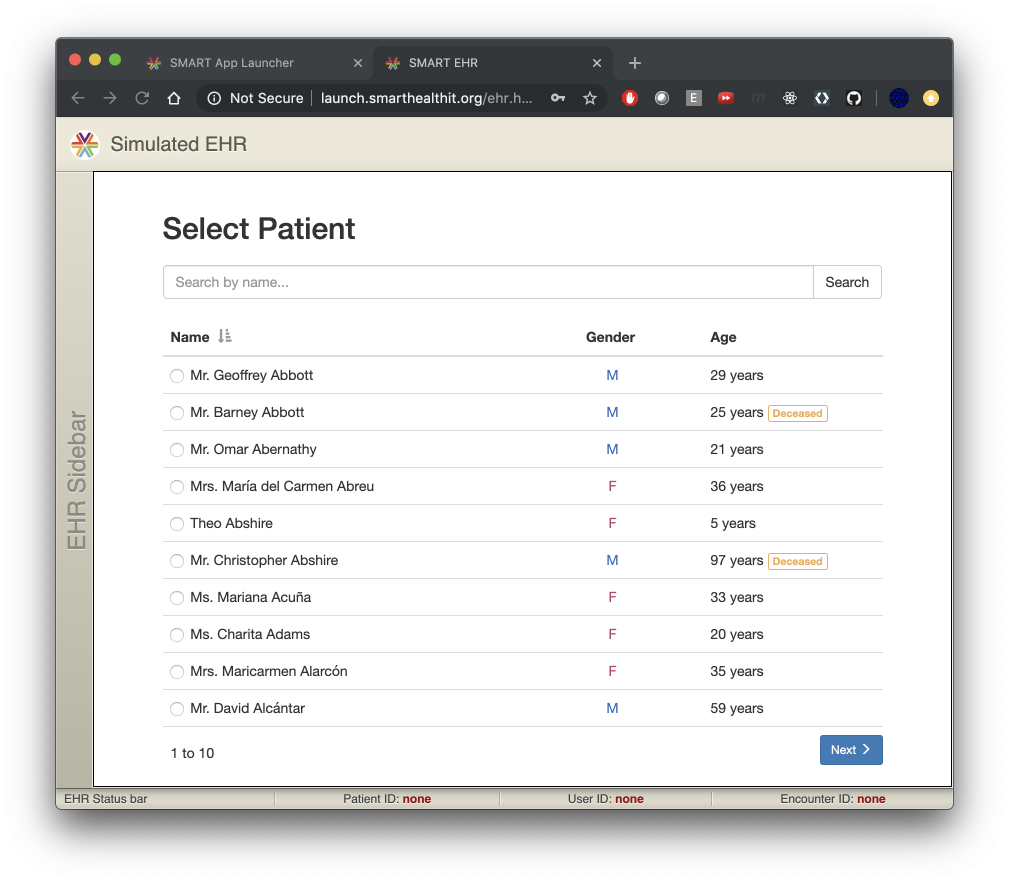 SMART App Launcher
SMART EHR
Not Secure launch.smarthealthit.org/ehr.h...
E
Simulated EHR
EHR Sidebar
Select Patient
Search by name... Search
Name Gender Age
Mr. Geoffrey Abbott M 29 years
Mr. Barney Abbott M 25 years Deceased
Mr. Omar Abernathy M 21 years
Mrs. María del Carmen Abreu F 36 years
Theo Abshire F 5 years
Mr. Christopher Abshire M 97 years Deceased
Ms. Mariana Acuña F 33 years
Ms. Charita Adams F 20 years
Mrs. Maricarmen Alarcón F 35 years
Mr. David Alcántar M 59 years
1 to 10 Next
EHR Status bar Patient ID: none User ID: none Encounter ID: none